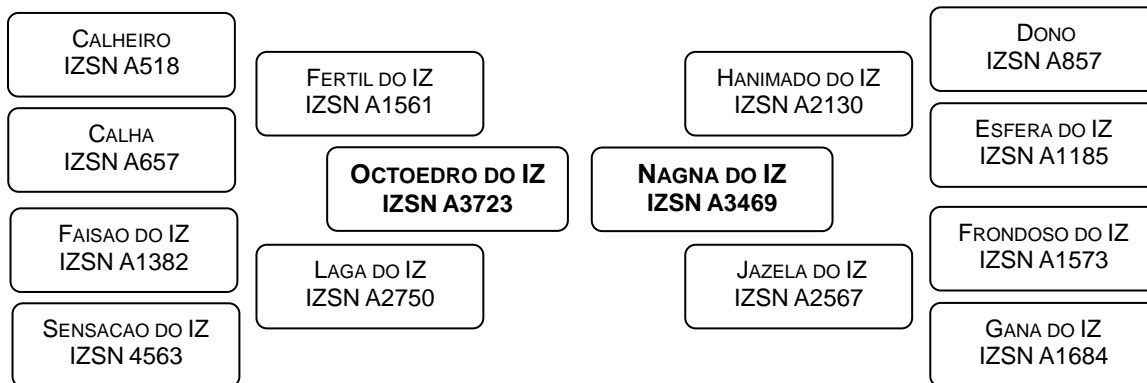 CALHEIRO
IZSN A518
CALHA
IZSN A657
FAISAO DO IZ
IZSN A1382
SENSACAO DO IZ
IZSN 4563
FERTIL DO IZ
IZSN A1561
LAGA DO IZ
IZSN A2750
OCTOEDRO DO IZ
IZSN A3723
NAGNA DO IZ
IZSN A3469
HANIMADO DO IZ
IZSN A2130
JAZELA DO IZ
IZSN A2567
DONO
IZSN A857
ESFERA DO IZ
IZSN A1185
FRONDOSO DO IZ
IZSN A1573
GANA DO IZ
IZSN A1684